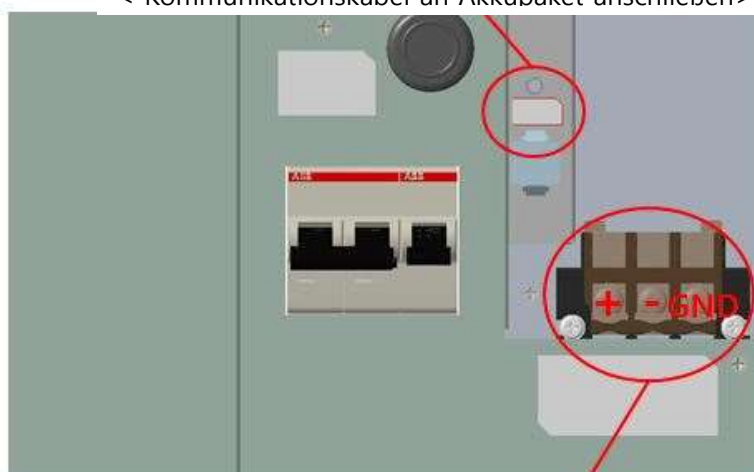 < Kommunikationskabel an Akkupaket anschließen>
ABB ABB
+ - GND